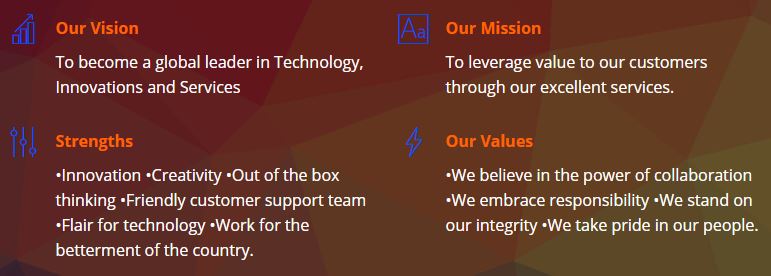 Our Vision
To become a global leader in Technology,
Innovations and Services
Aa
Our Mission
To leverage value to our customers
through our excellent services.
Strengths
•Innovation •Creativity •Out of the box
thinking •Friendly customer support team
•Flair for technology •Work for the
betterment of the country.
Our Values
•We believe in the power of collaboration
•We embrace responsibility •We stand on
our integrity •We take pride in our people.